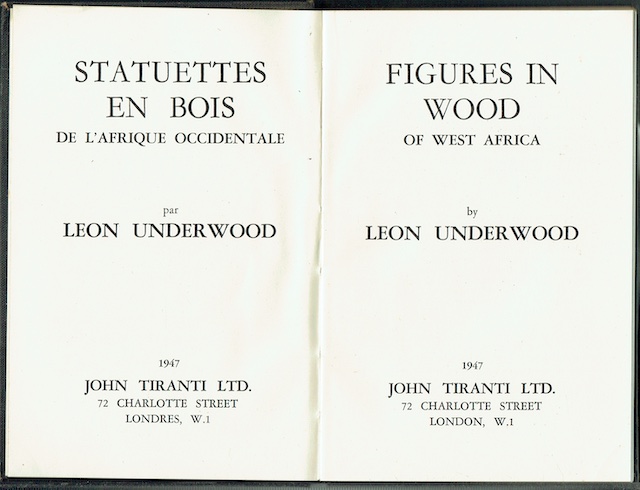 STATUETTES
EN BOIS
DE L'AFRIQUE OCCIDENTALE
par
LEON UNDERWOOD
1947
JOHN TIRANTI LTD.
72 CHARLOTTE STREET
LONDRES, W.1
FIGURES IN
WOOD
OF WEST AFRICA
by
LEON UNDERWOOD
1947
JOHN TIRANTI LTD.
72 CHARLOTTE STREET
LONDON, W.1